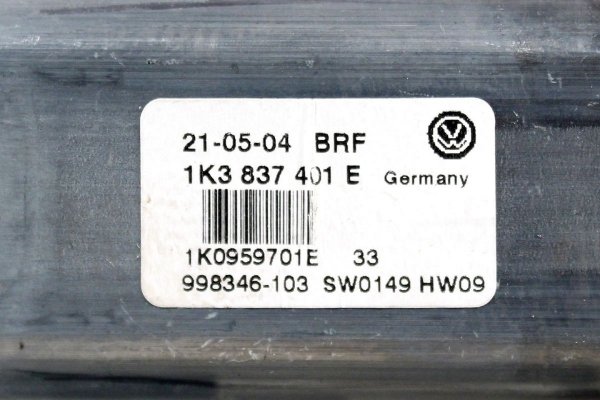 21-05-04 BRF
1K3 837 401 E Germany
1K0959701E 33
998346-103 SW0149 HW09